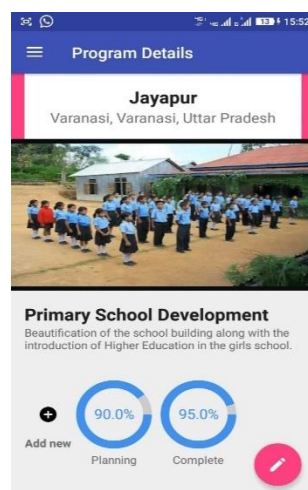 13 15:52
Program Details
Jayapur
Varanasi, Varanasi, Uttar Pradesh
Primary School Development
Beautification of the school building along with the
introduction of Higher Education in the girls school.
90.0% 95.0%
Add new
Planning Complete